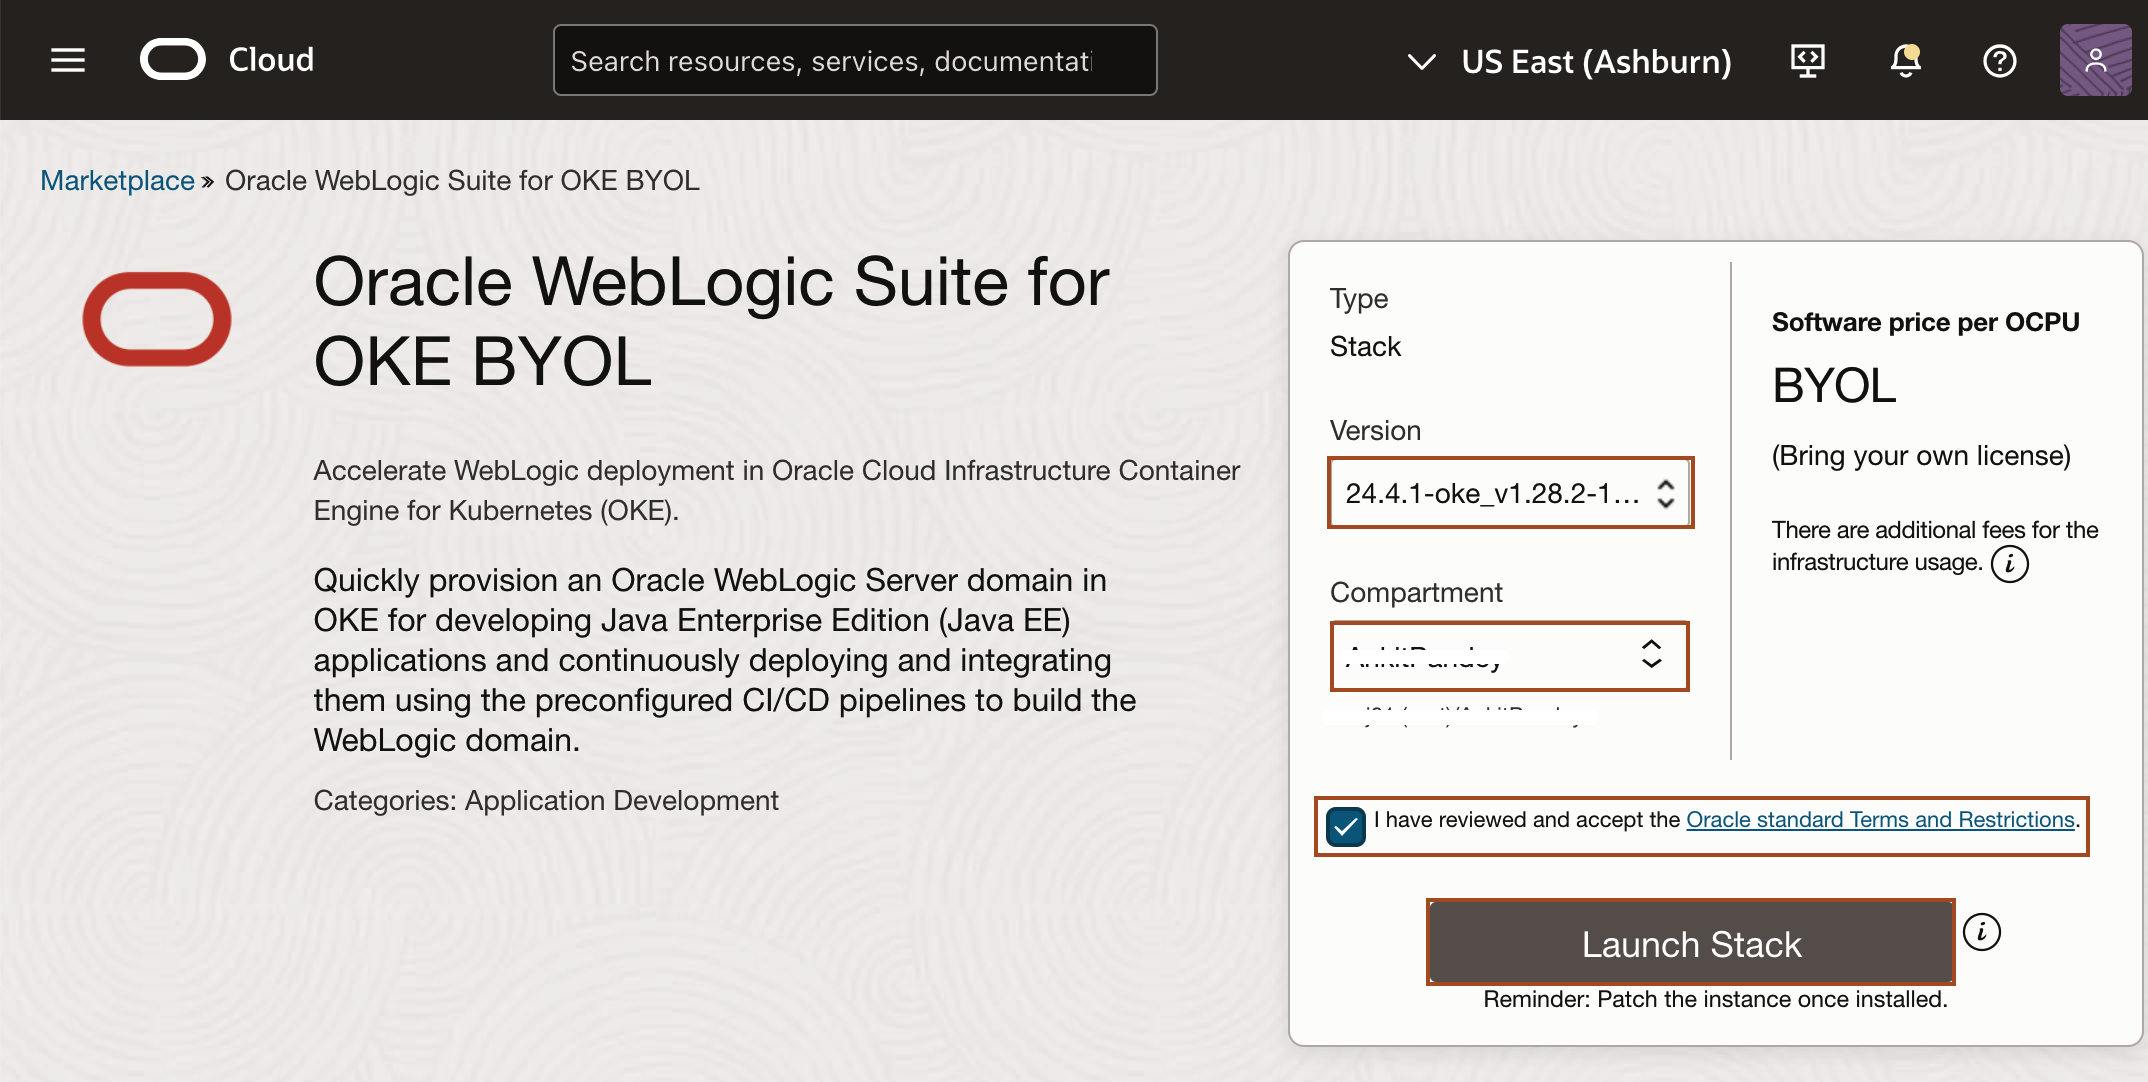 Cloud
Search resources, services, documentati
US East (Ashburn)
Marketplace » Oracle WebLogic Suite for OKE BYOL
Oracle WebLogic Suite for
OKE BYOL
Accelerate WebLogic deployment in Oracle Cloud Infrastructure Container
Engine for Kubernetes (OKE).
Quickly provision an Oracle WebLogic Server domain in
OKE for developing Java Enterprise Edition (Java EE)
applications and continuously deploying and integrating
them using the preconfigured CI/CD pipelines to build the
WebLogic domain.
Categories: Application Development
Type
Stack
Version
24.4.1-oke_v1.28.2-1...
Compartment
Software price per OCPU
BYOL
(Bring your own license)
There are additional fees for the
infrastructure usage.
I have reviewed and accept the Oracle standard Terms and Restrictions.
Launch Stack
Reminder: Patch the instance once installed.